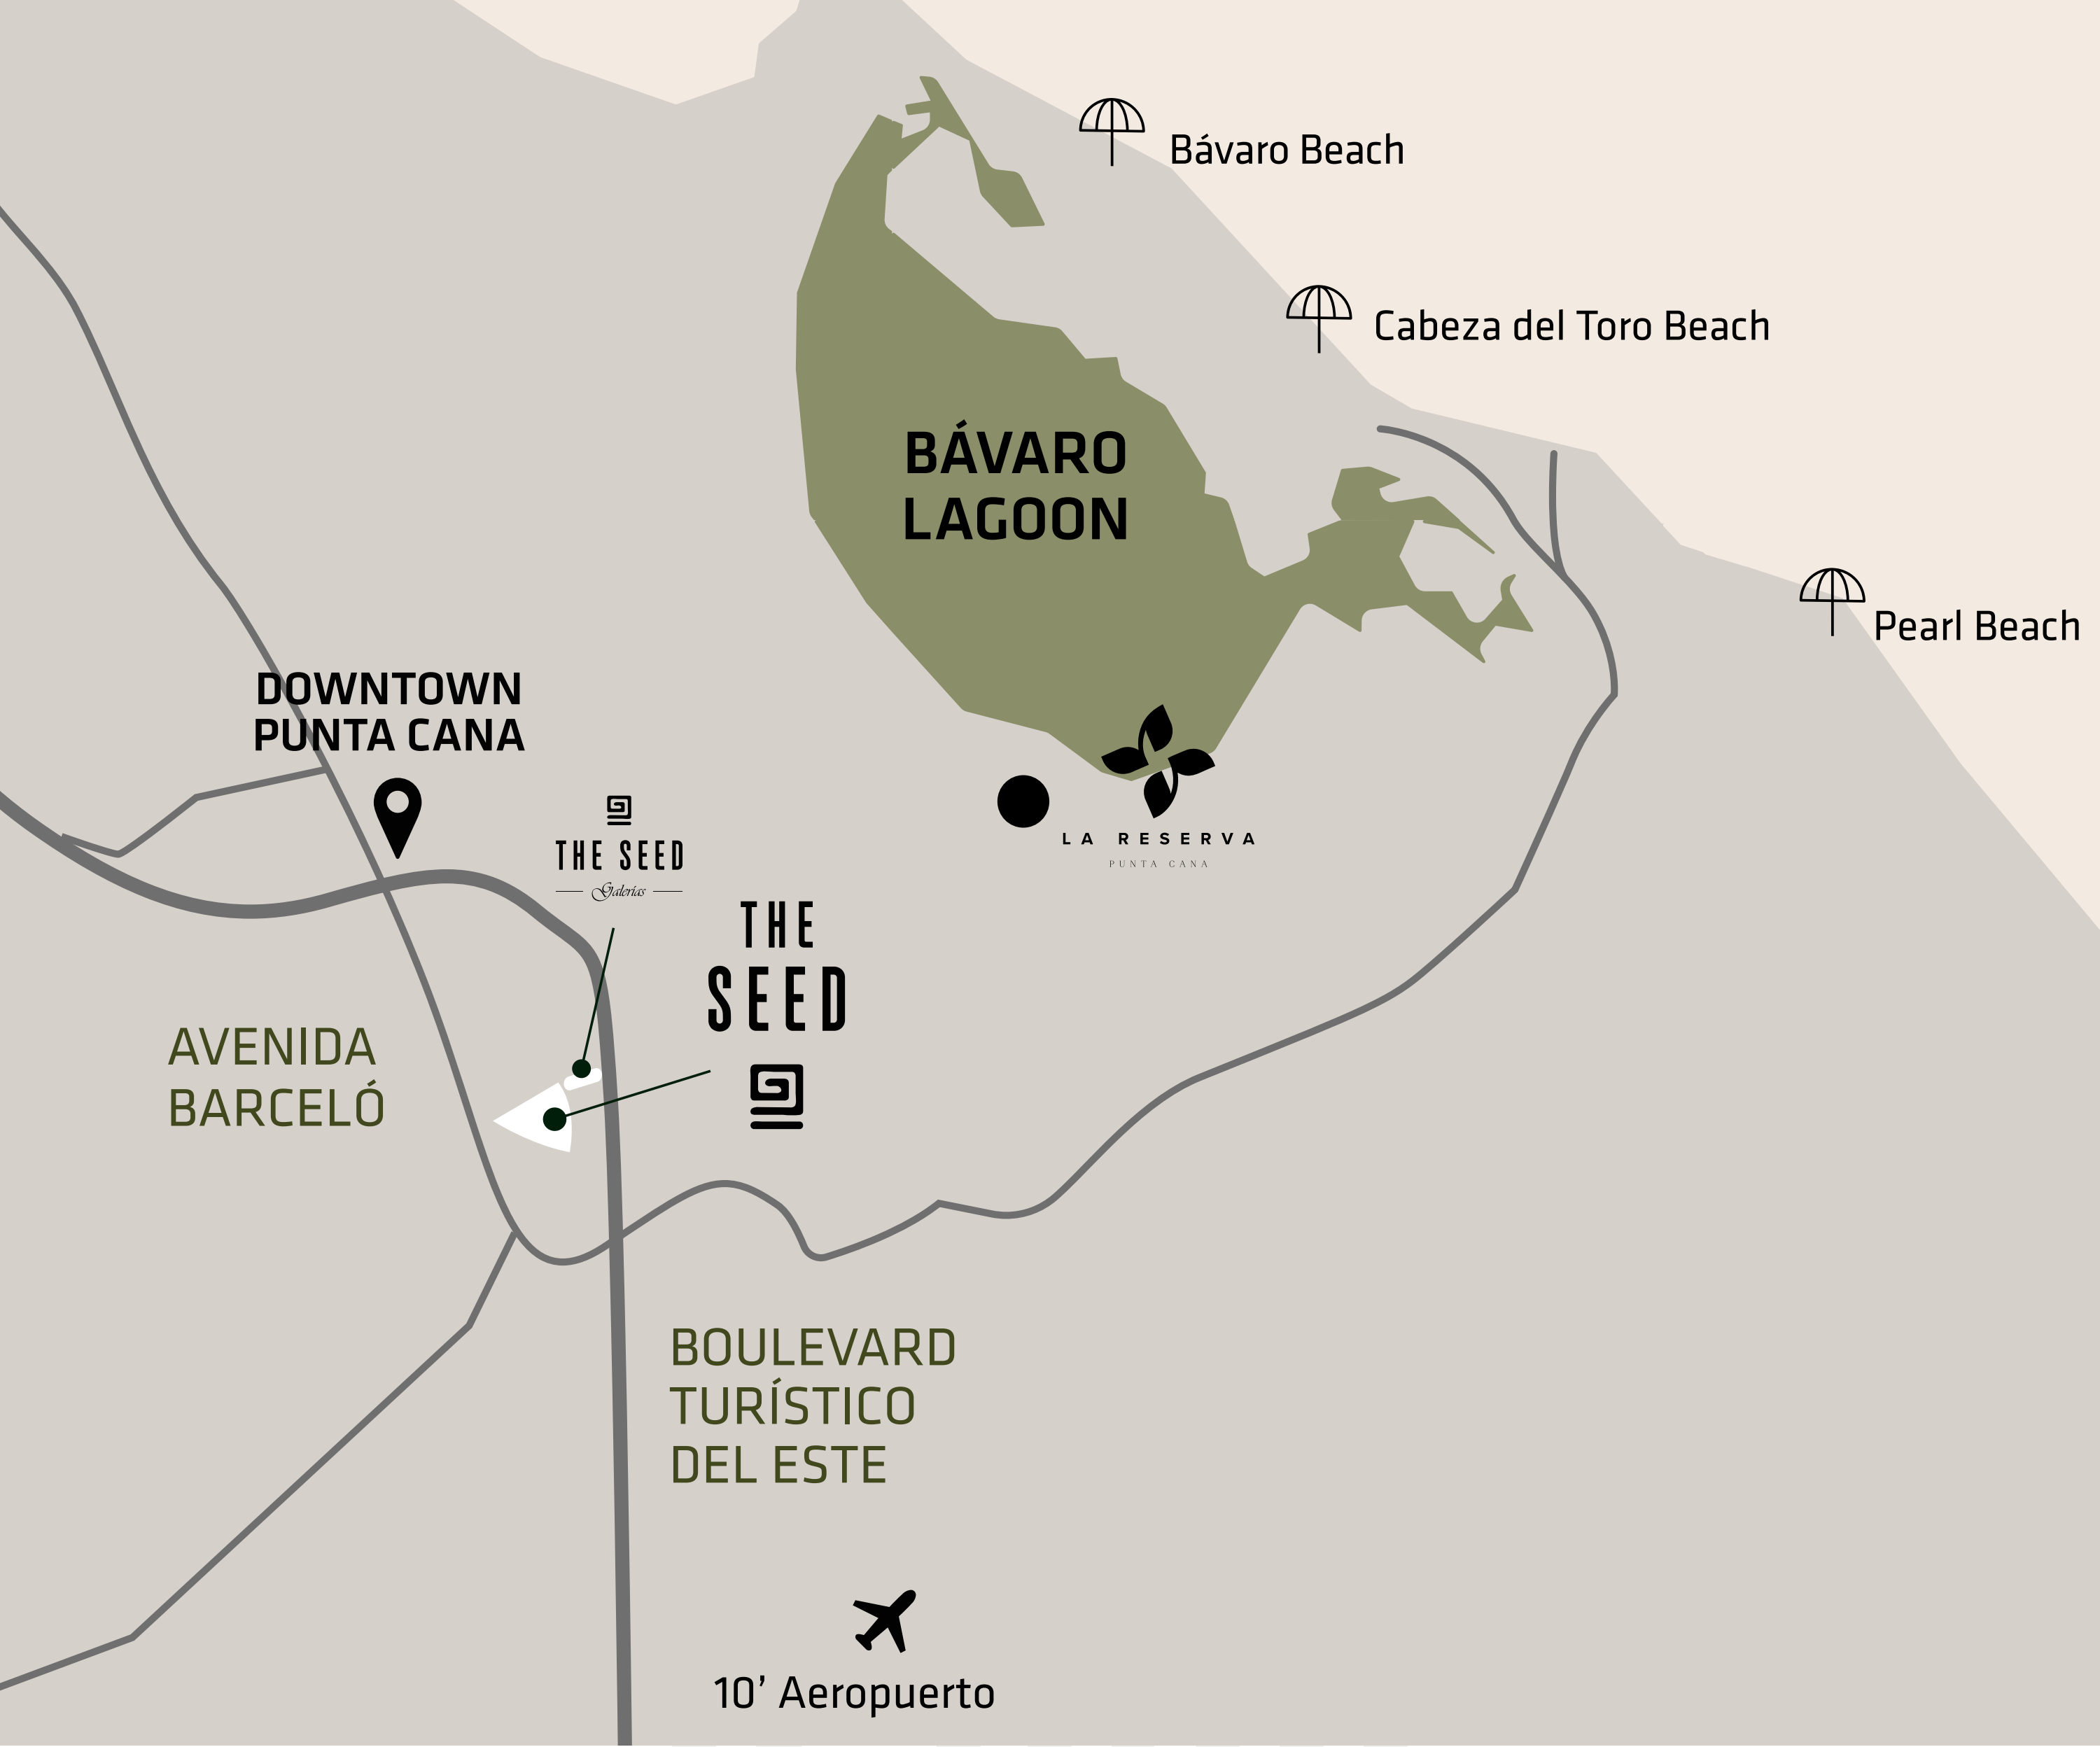 Bávaro Beach
Cabeza del Toro Beach
BÁVARO
LAGOON
Pearl Beach
DOWNTOWN
PUNTA CANA
THE SEED
Galerías
LA RESERVA
PUNTA CANA
THE
SEED
AVENIDA
BARCELÓ
BOULEVARD
TURÍSTICO
DEL ESTE
10’ Aeropuerto